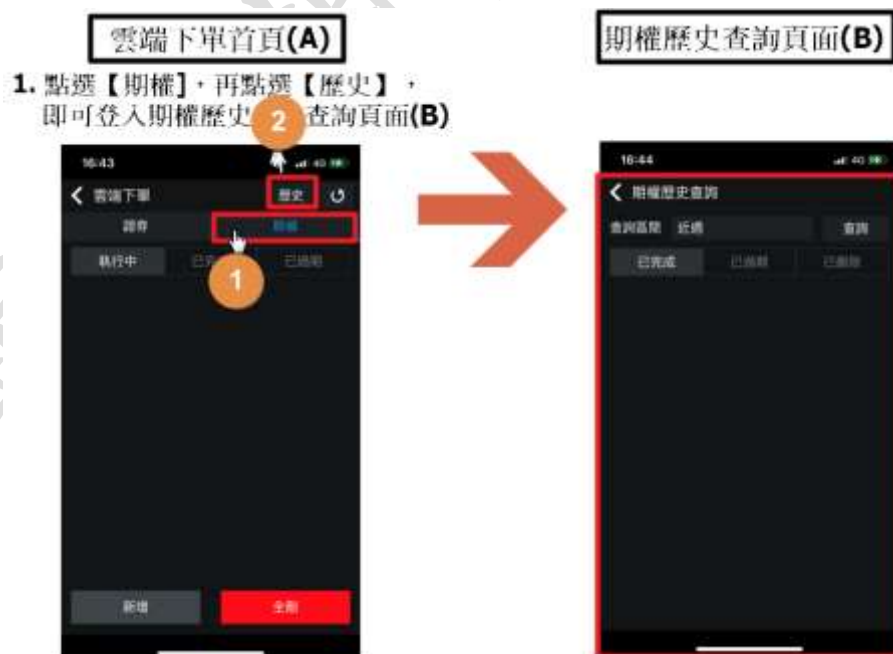 雲端下單首頁(A)
期權歷史查詢頁面(B)
1. 點選【期權】，再點選【歷史】，
即可登入期權歷史
查詢頁面(B)
2
16:43
4G
雲端下單
歷史
證券
期權
執行中
已過期
1
新增
全刪
16:44
4G
期權歷史查詢
查詢區間
近週
查詢
已完成
已過期
已刪除